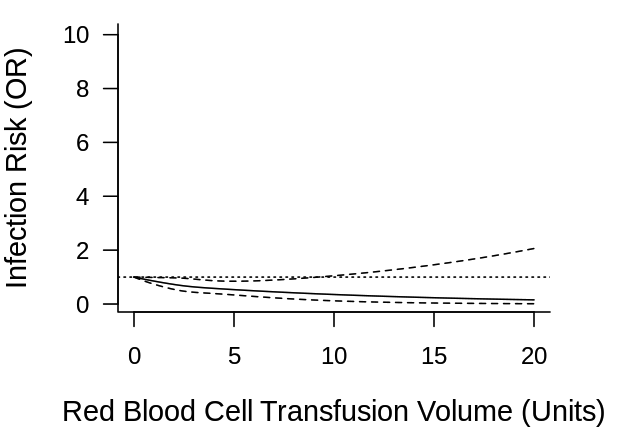 Infection Risk (OR)
10
8
6
4
2
0
0 5 10 15 20
Red Blood Cell Transfusion Volume (Units)